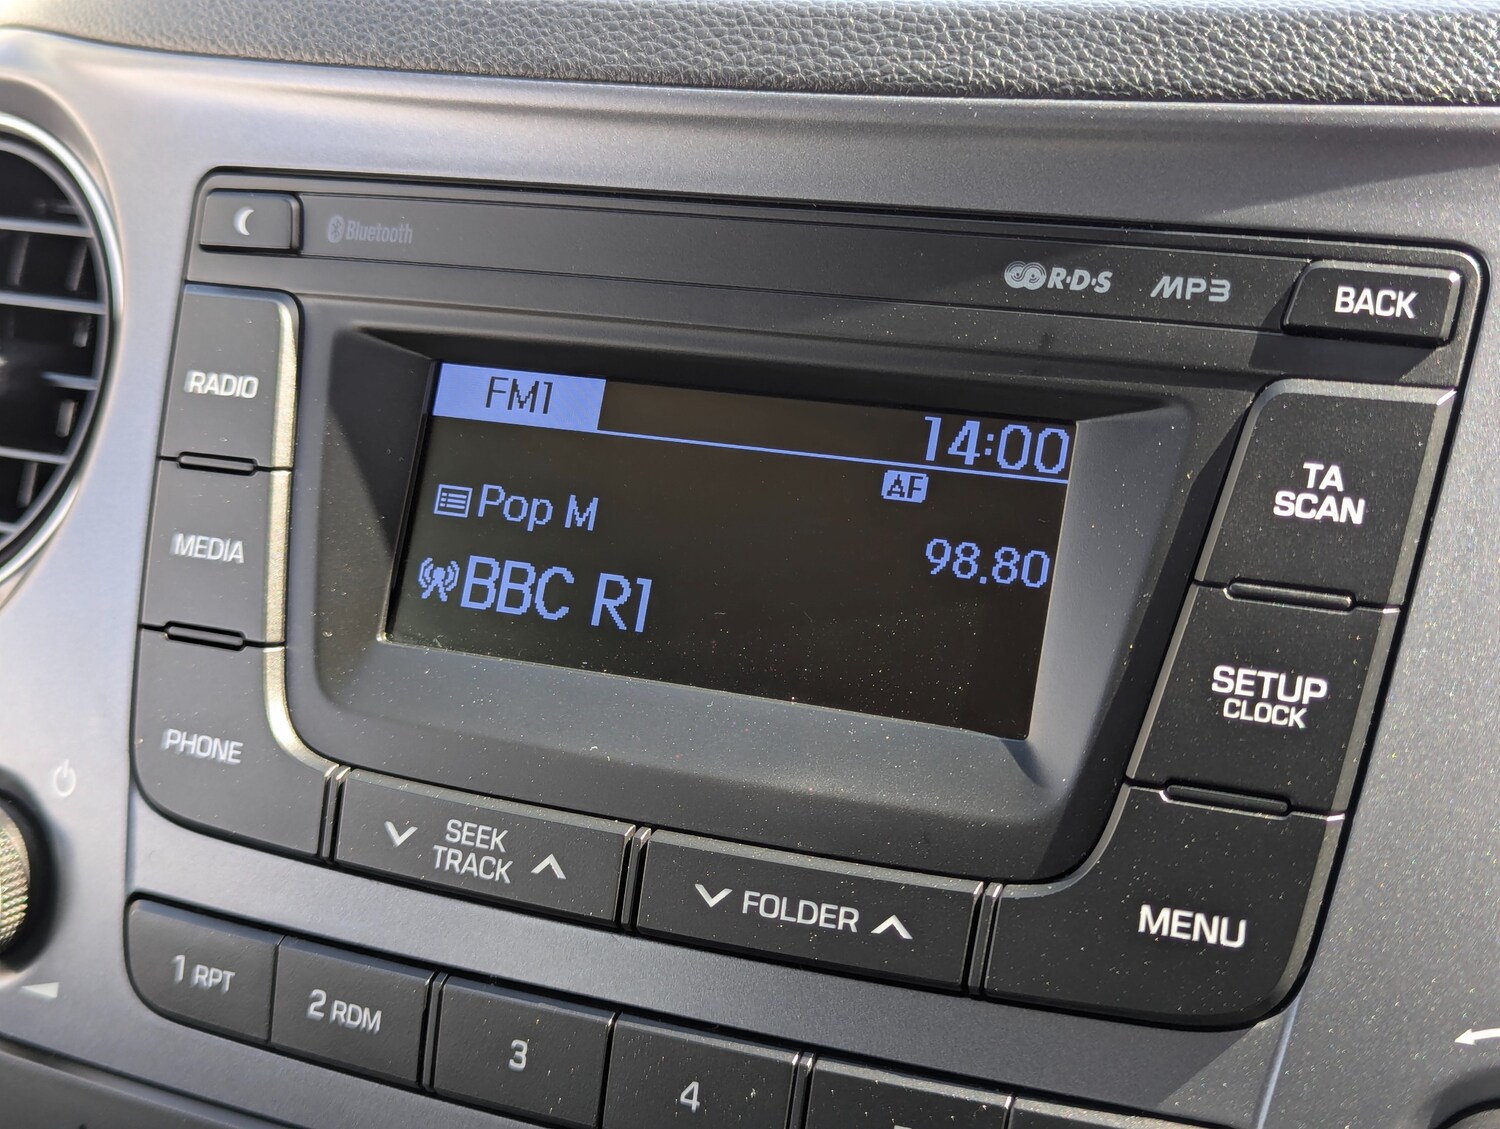 Bluetooth
R·D·S MP3
BACK
RADIO
MEDIA
PHONE
FM1
14:00
AF
Pop M
98.80
BBC R1
TA
SCAN
SETUP
CLOCK
MENU
SEEK
TRACK
FOLDER
1 RPT
2 RDM
3
4